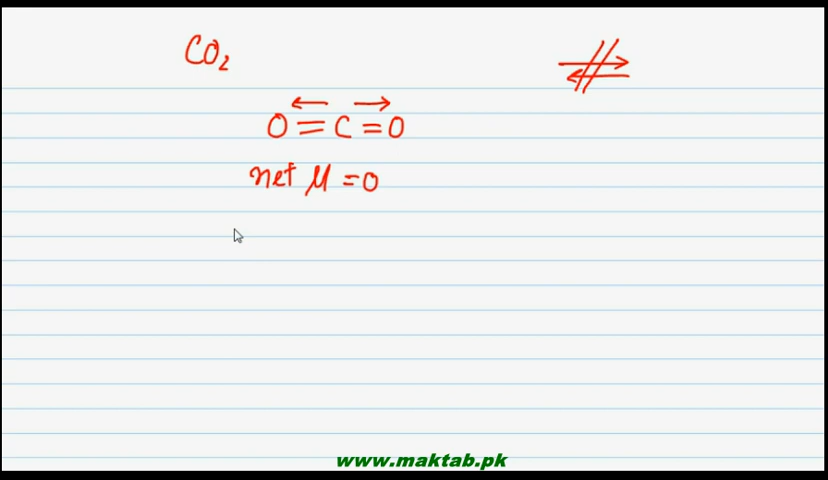 CO₂
O=C=O
net μ = 0
www.maktab.pk